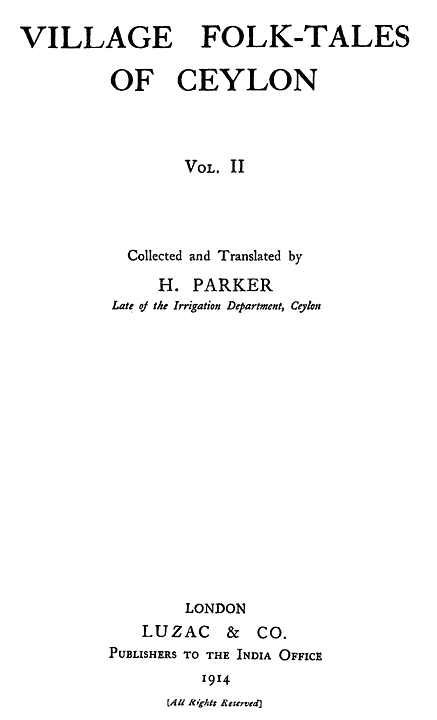 VILLAGE FOLK-TALES
OF CEYLON
VOL. II
Collected and Translated by
H. PARKER
Late of the Irrigation Department, Ceylon
LONDON
LUZAC & CO.
PUBLISHERS TO THE INDIA OFFICE
1914
[All Rights Reserved]